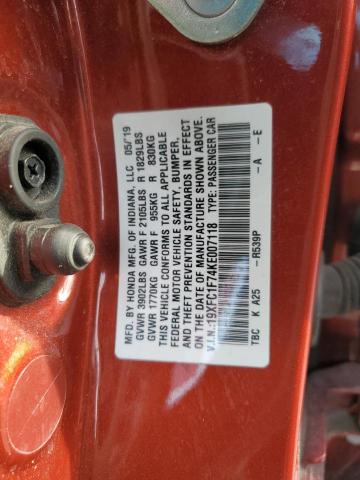 MFD. BY HONDA MFG. OF INDIANA, LLC 05/19
GVWR 3902LBS GAWR F 2105LBS R 1829LBS
GVWR 1770KG GAWR F 955KG R 830KG
THIS VEHICLE CONFORMS TO ALL APPLICABLE
FEDERAL MOTOR VEHICLE SAFETY, BUMPER,
AND THEFT PREVENTION STANDARDS IN EFFECT
ON THE DATE OF MANUFACTURE SHOWN ABOVE.
V.I.N.:19XFC1F74KE007118 TYPE: PASSENGER CAR
TBC K A25 -R539P -A -E